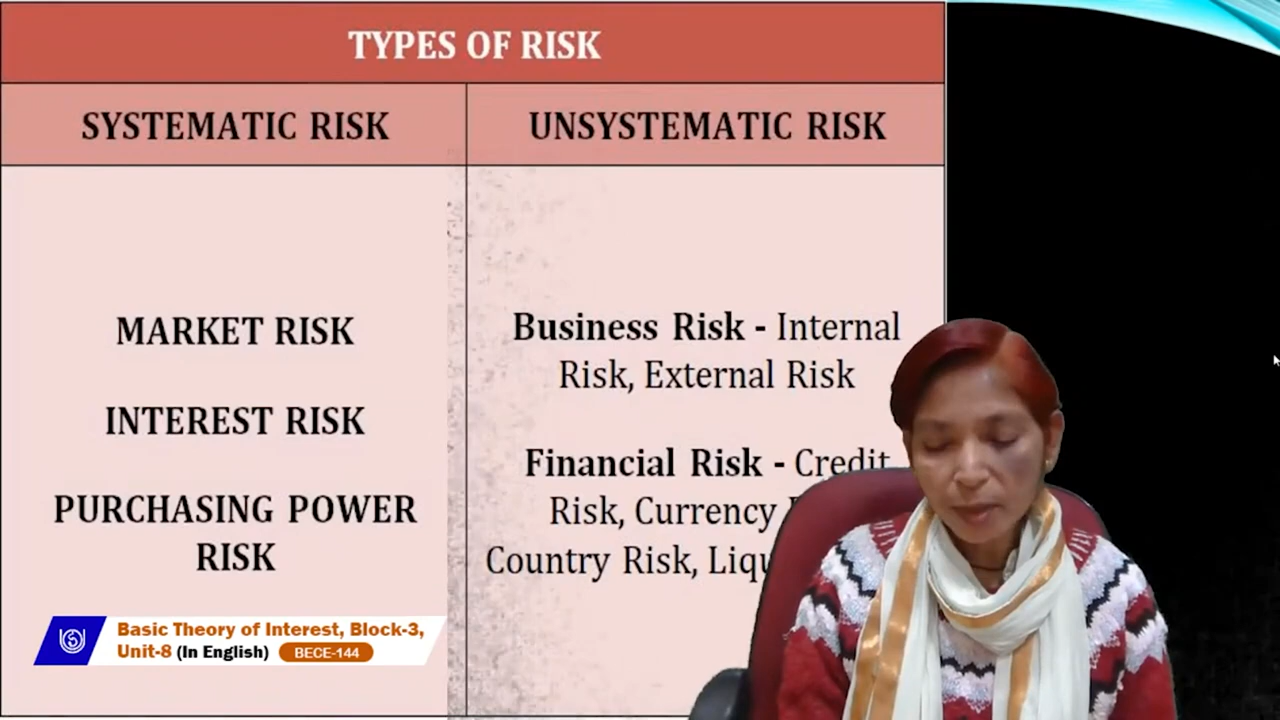 TYPES OF RISK
SYSTEMATIC RISK
UNSYSTEMATIC RISK
MARKET RISK
INTEREST RISK
PURCHASING POWER
RISK
Business Risk - Internal
Risk, External Risk
Financial Risk - Credit
Risk, Currency
Country Risk,
Basic Theory of Interest, Block-3,
Unit-8 (In English) BECE-144